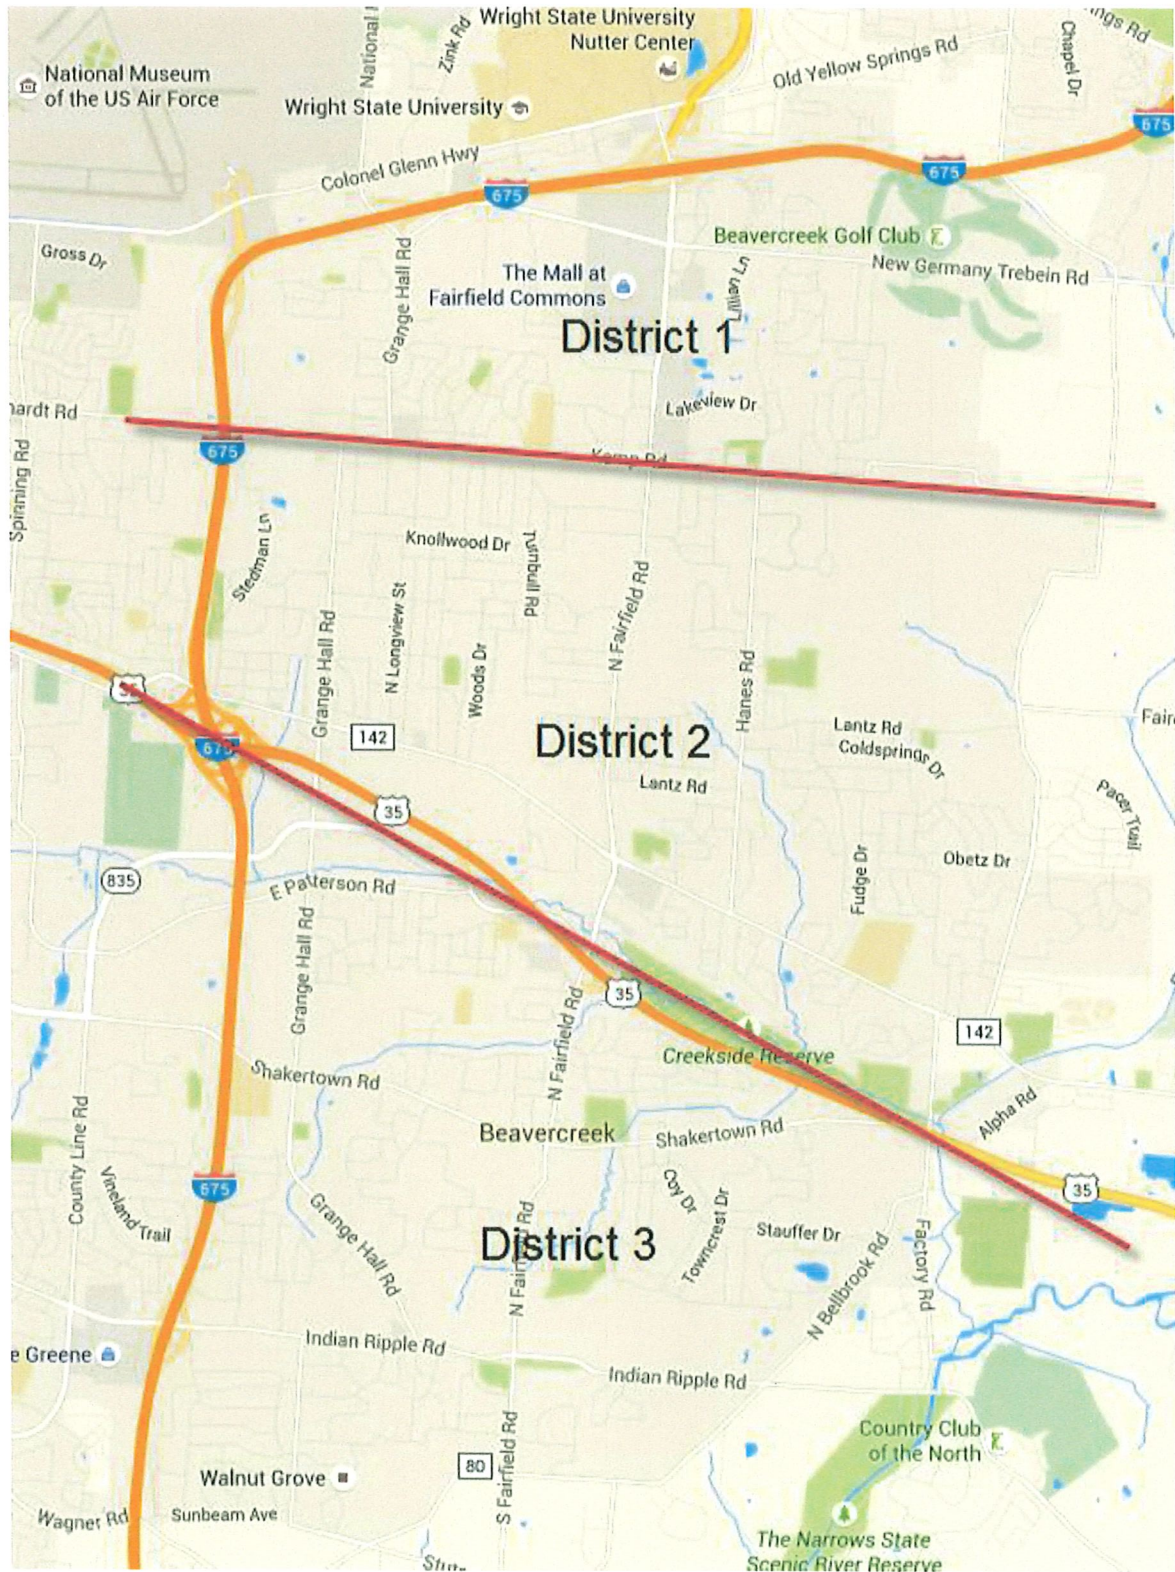 Wright State University
Nutter Center
National Museum
of the US Air Force
National
Zink Rd
Wright State University
Old Yellow Springs Rd
Chapel Dr
675
Colonel Glenn Hwy
675
675
Gross Dr
Beavercreek Golf Club
New Germany Trebein Rd
Grange Hall Rd
The Mall at
Fairfield Commons
Lillian Ln
District 1
Lakeview Dr
hardt Rd
Kemp Rd
675
Spinning Rd
Stedman Ln
Knollwood Dr
Turnbull Rd
N Longview St
N Fairfield Rd
Grange Hall Rd
Woods Dr
Hanes Rd
35
675
142
District 2
Lantz Rd
Coldsprings Dr
Lantz Rd
Pacer Trail
35
835
E Patterson Rd
Fudge Dr
Obetz Dr
Grange Hall Rd
35
N Fairfield Rd
142
Creekside Reserve
Shakertown Rd
County Line Rd
Alpha Rd
Beavercreek
Shakertown Rd
Vineland Trail
675
Coy Dr
Towncrest Dr
35
Grange Hall Rd
Stauffer Dr
District 3
N Fairfield Rd
N Bellbrook Rd
Factory Rd
Indian Ripple Rd
e Greene
Indian Ripple Rd
Country Club
of the North
S Fairfield Rd
80
Walnut Grove
Wagner Rd
Sunbeam Ave
The Narrows State
Scenic River Reserve